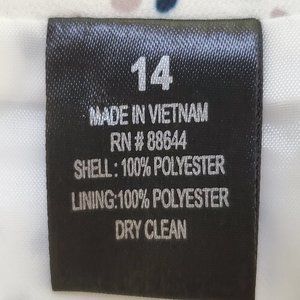 14
MADE IN VIETNAM
RN # 88644
SHELL : 100% POLYESTER
LINING:100% POLYESTER
DRY CLEAN